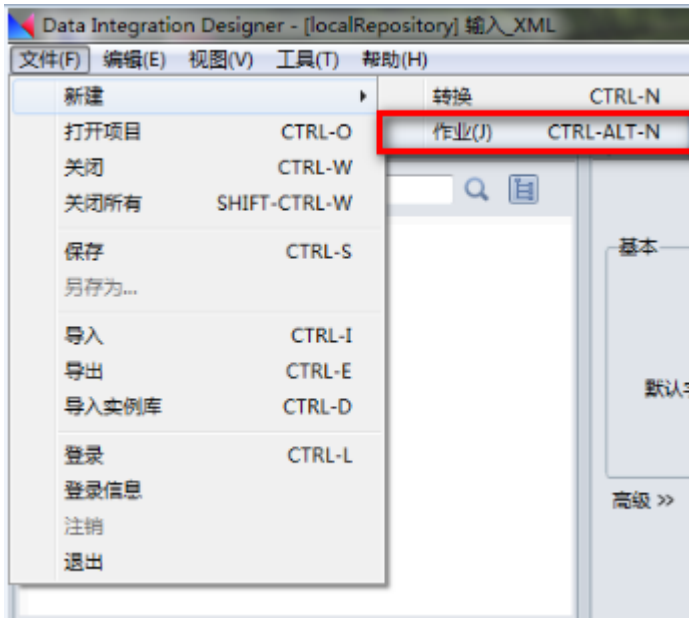 Data Integration Designer - [localRepository] 输入_XML
文件(F) 编辑(E) 视图(V) 工具(T) 帮助(H)
新建
转换 CTRL-N
作业(J) CTRL-ALT-N
打开项目 CTRL-O
关闭 CTRL-W
关闭所有 SHIFT-CTRL-W
保存 CTRL-S
另存为...
导入 CTRL-I
导出 CTRL-E
导入实例库 CTRL-D
登录 CTRL-L
登录信息
注销
退出
基本
默认
高级 >>